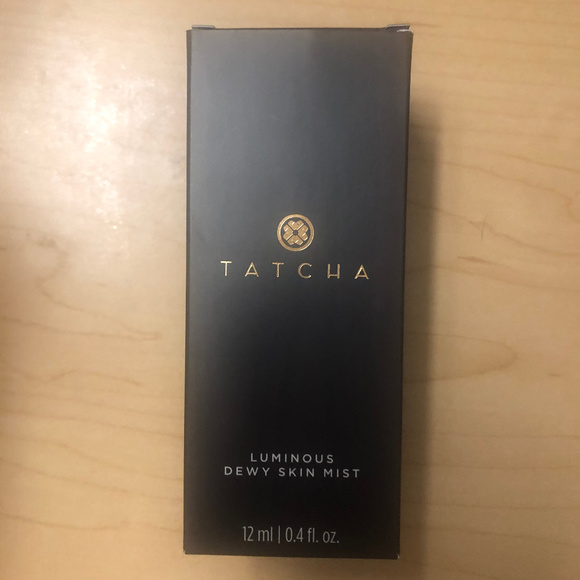 TATCHA
LUMINOUS
DEWY SKIN MIST
12 ml | 0.4 fl. oz.